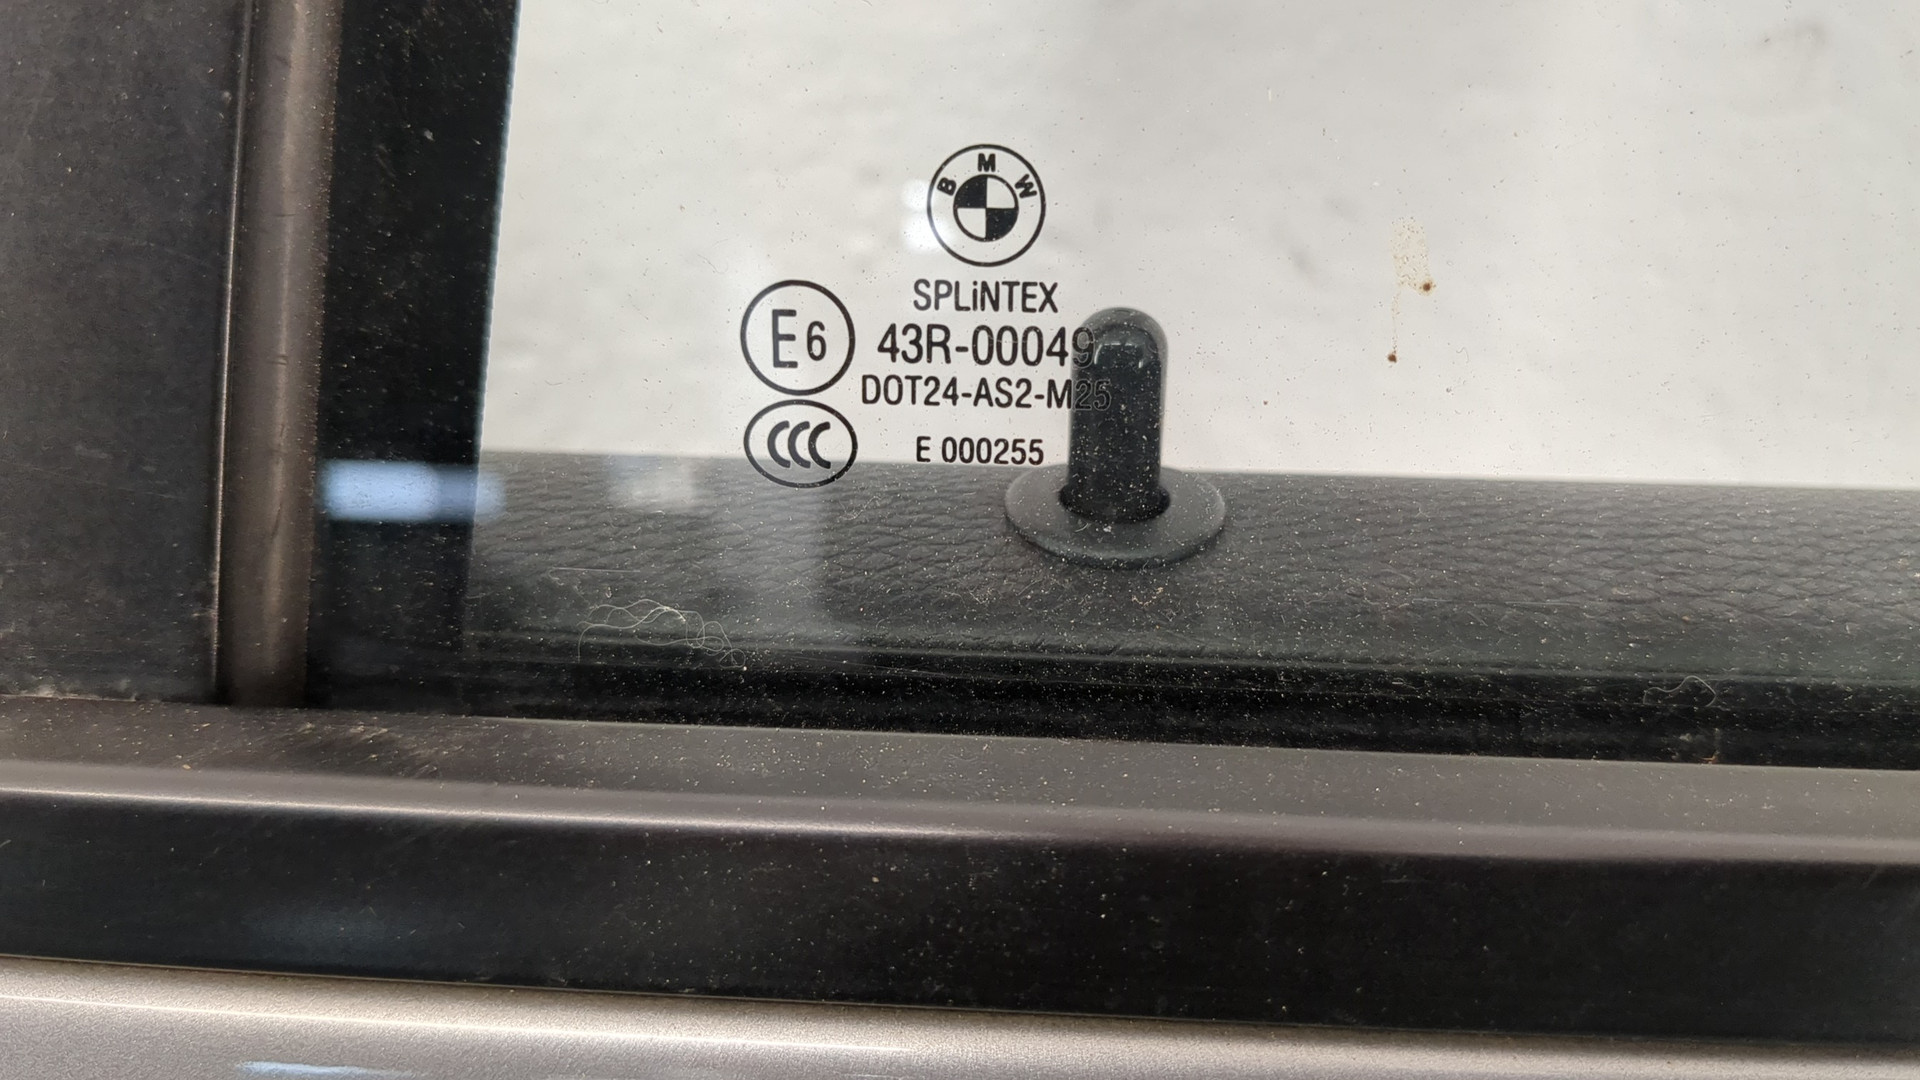 BMW
SPLiNTEX
E6
43R-00049
DOT24-AS2-M25
CCC
E 000255